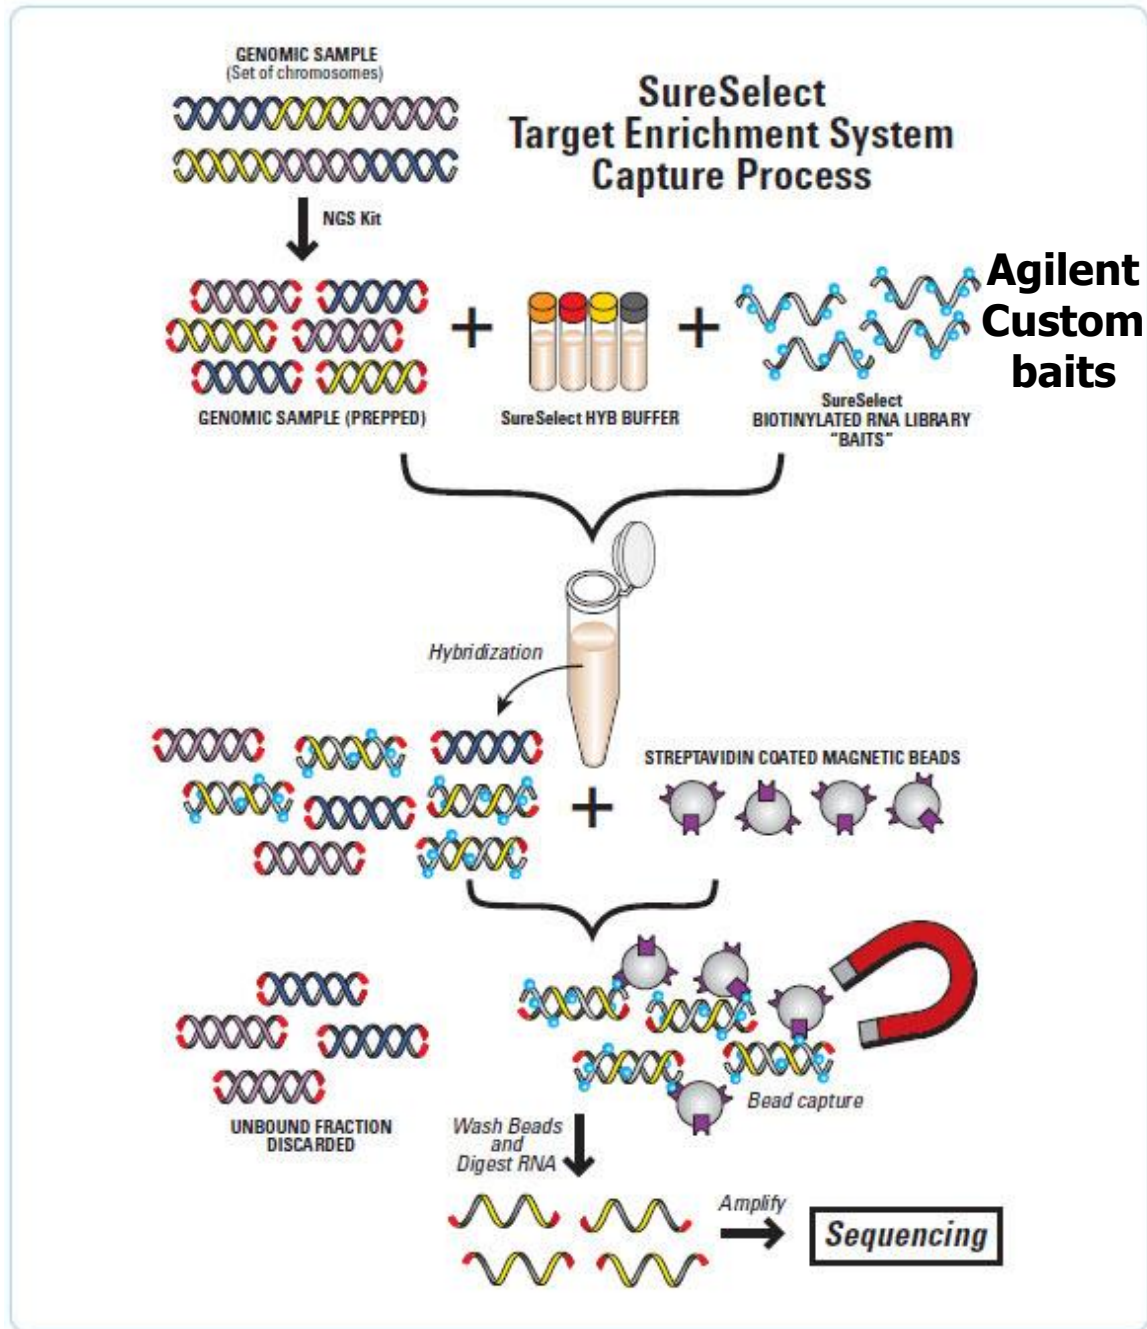 GENOMIC SAMPLE
(Set of chromosomes)
SureSelect
Target Enrichment System
Capture Process
NGS Kit
Agilent
Custom
baits
GENOMIC SAMPLE (PREPPED)
SureSelect HYB BUFFER
SureSelect
BIOTINYLATED RNA LIBRARY
"BAITS"
Hybridization
STREPTAVIDIN COATED MAGNETIC BEADS
UNBOUND FRACTION
DISCARDED
Bead capture
Wash Beads
and
Digest RNA
Amplify
Sequencing